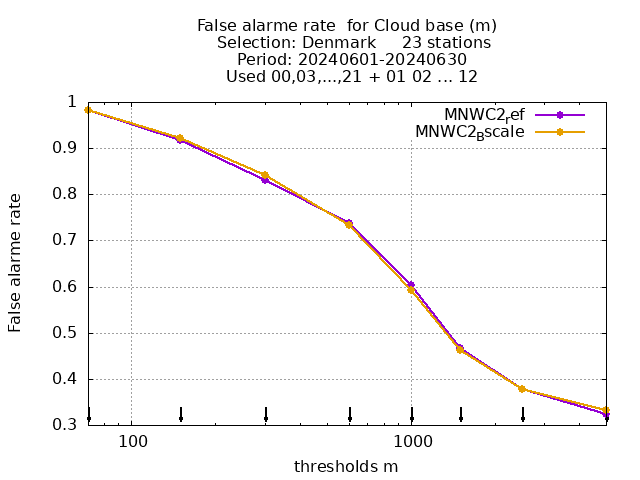 False alarme rate  for Cloud base (m)
Selection: Denmark     23 stations
Period: 20240601-20240630
Used 00,03,...,21 + 01 02 ... 12
MNWC2ref
MNWC2Bscale
1
0.9
0.8
0.7
0.6
0.5
0.4
0.3
False alarme rate
100
1000
thresholds m